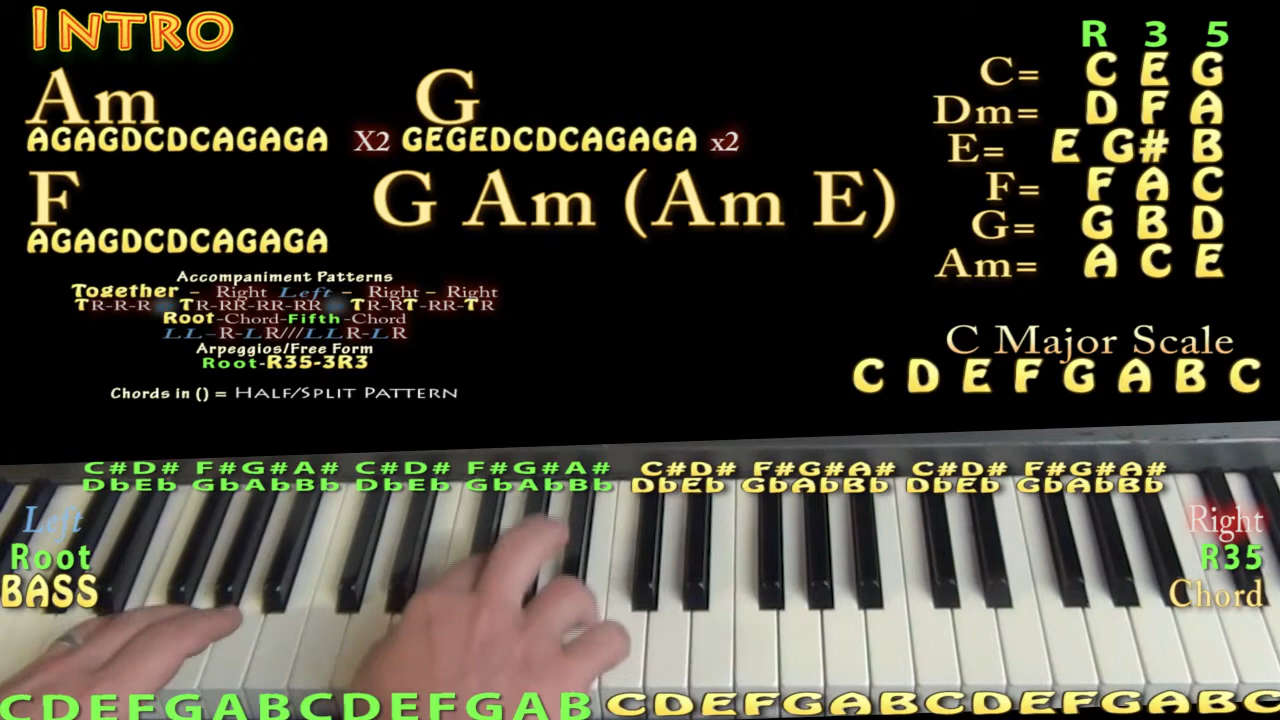 INTRO
Am G
AGAGDCDCAGAGA X2 GEGEDCDCAGAGA x2
F G Am (Am E)
AGAGDCDCAGAGA
Accompaniment Patterns
Together - Right Left - Right - Right
TR-R-R TR-RR-RR-RR TR-RT-RR-TR
Root-Chord-Fifth-Chord
LL-R-LR///LLR-LR
Arpeggios/Free Form
Root-R35-3R3
Chords in () = Half/Split Pattern
R 3 5
C= C E G
Dm= D F A
E= E G# B
F= F A C
G= G B D
Am= A C E
C Major Scale
C D E F G A B C
C#D# F#G#A# C#D# F#G#A# C#D# F#G#A# C#D# F#G#A#
DbEb GbAbBb DbEb GbAbBb DbEb GbAbBb DbEb GbAbBb
Left
Root
BASS
Right
R35
Chord
CDEFGABCDEFGAB CDEFGABCDEFGABC